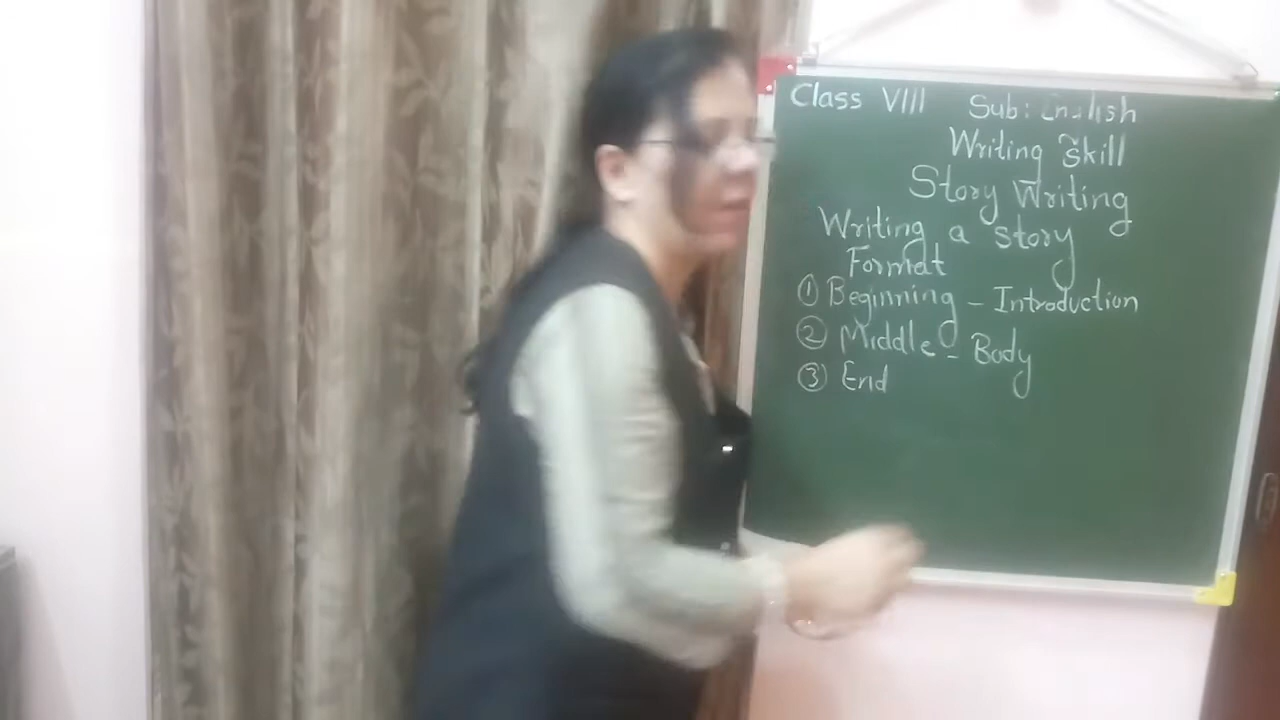 Class VIII Sub: English
Writing Skill
Story Writing
Writing a story
Format
① Beginning - Introduction
② Middle - Body
③ End